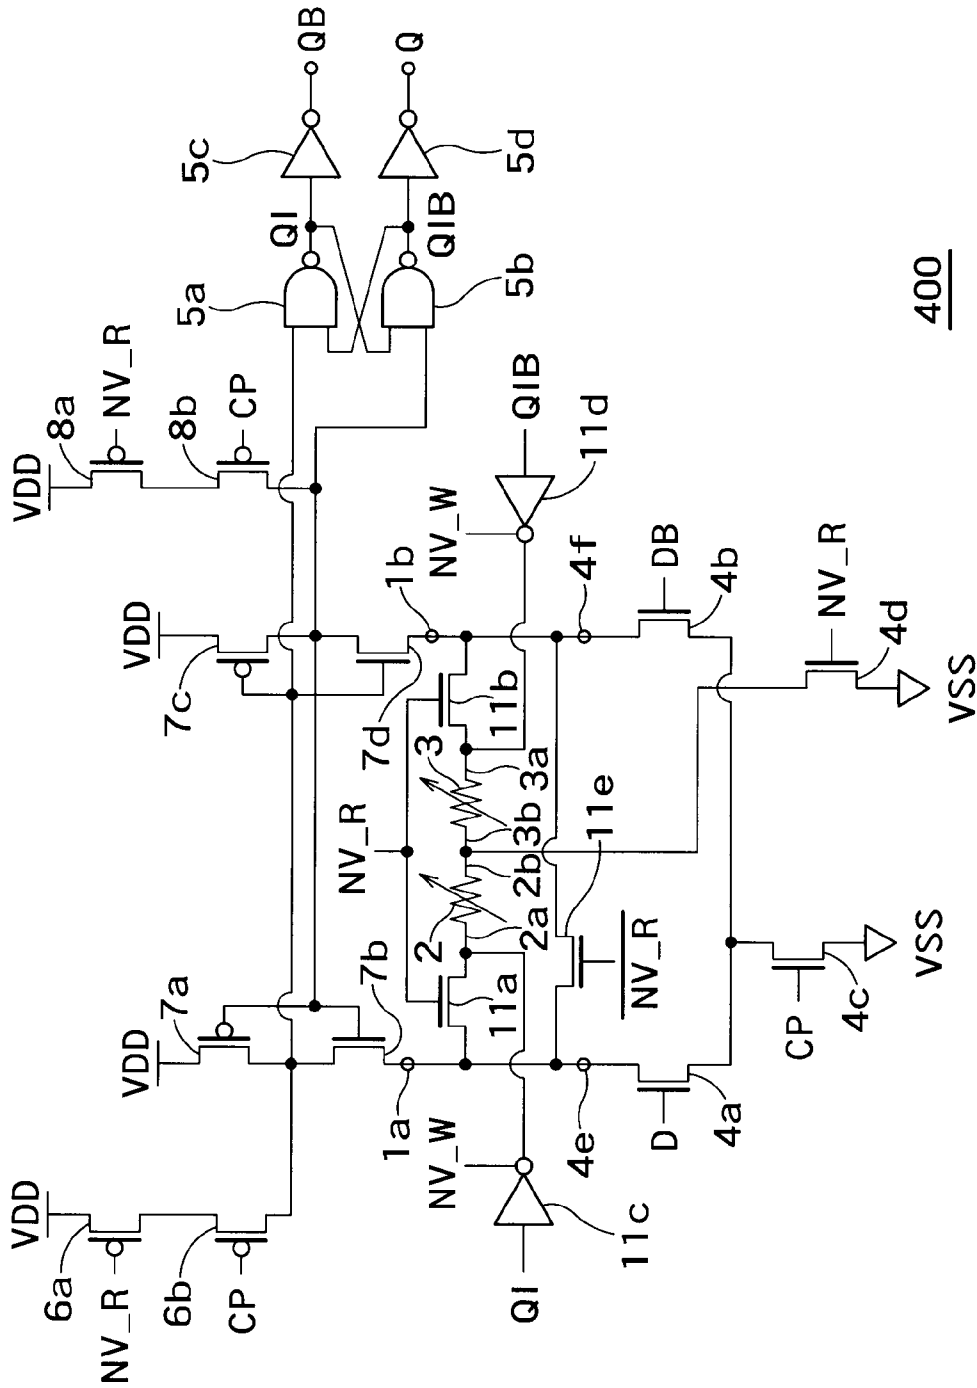 VDD
6a
NV_R
6b
CP
VDD
7a
7b
VDD
7c
7d
VDD
8a
NV_R
8b
CP
5a
QI
5c
QB
5b
QIB
5d
Q
1a
1b
NV_R
2
3
11a
2a
2b
3b
3a
11b
NV_W
11c
QI
NV_W
11d
QIB
11e
NV_R
4e
4f
D
4a
DB
4b
CP
4c
VSS
NV_R
4d
VSS
400